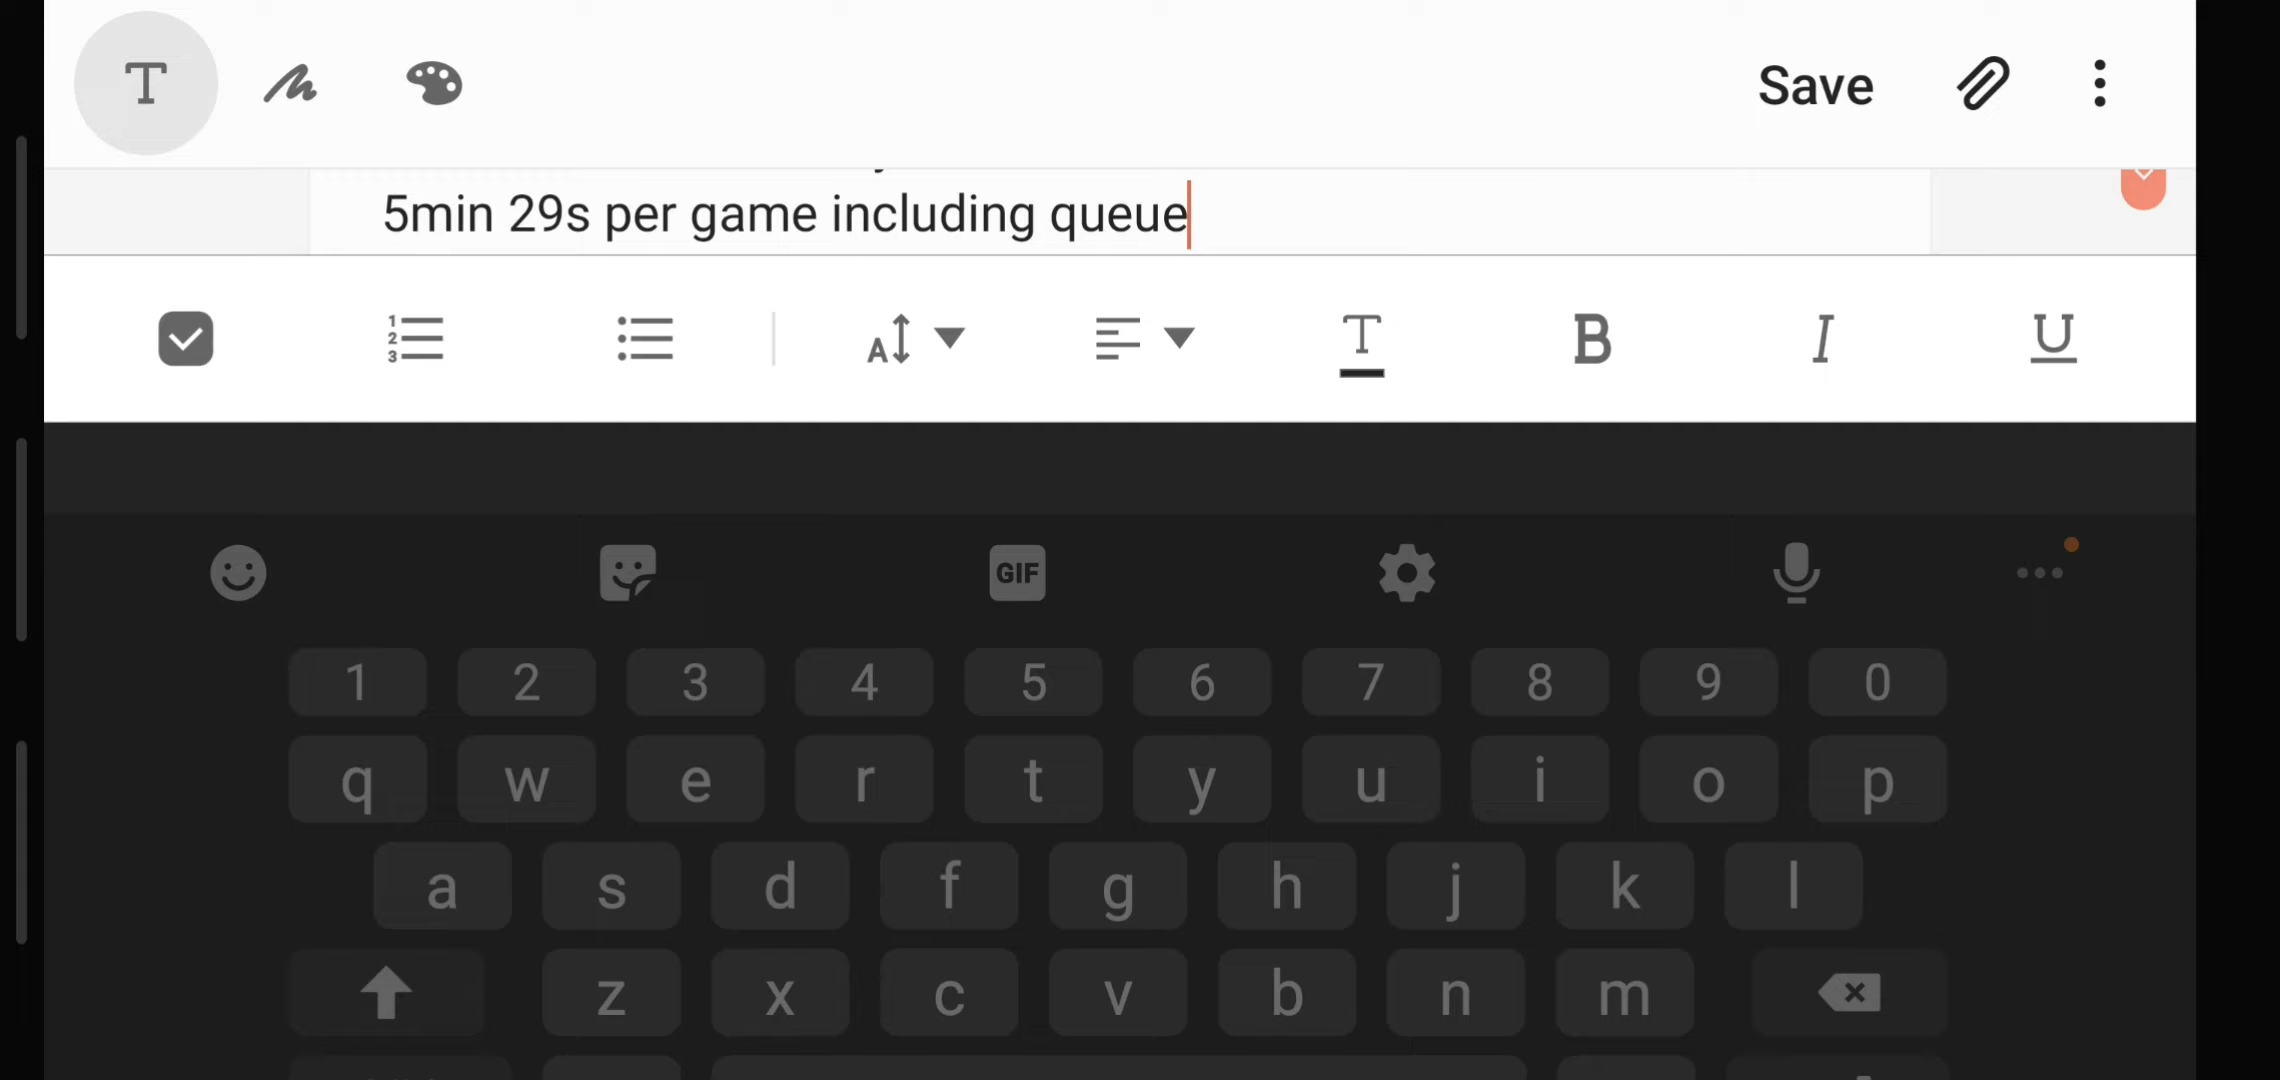 Save
5min 29s per game including queue
GIF
1 2 3 4 5 6 7 8 9 0
q w e r t y u i o p
a s d f g h j k l
z x c v b n m